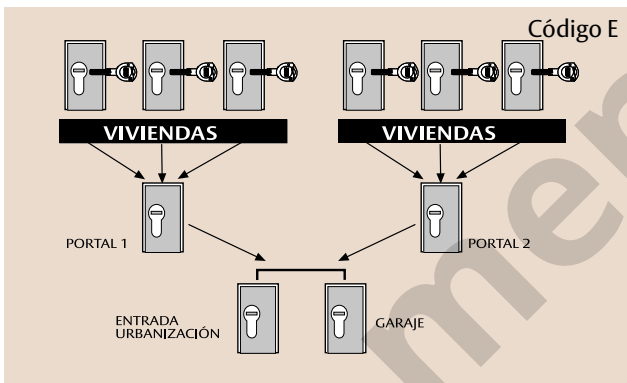 Código E
VIVIENDAS
VIVIENDAS
PORTAL 1
PORTAL 2
ENTRADA
URBANIZACIÓN
GARAJE